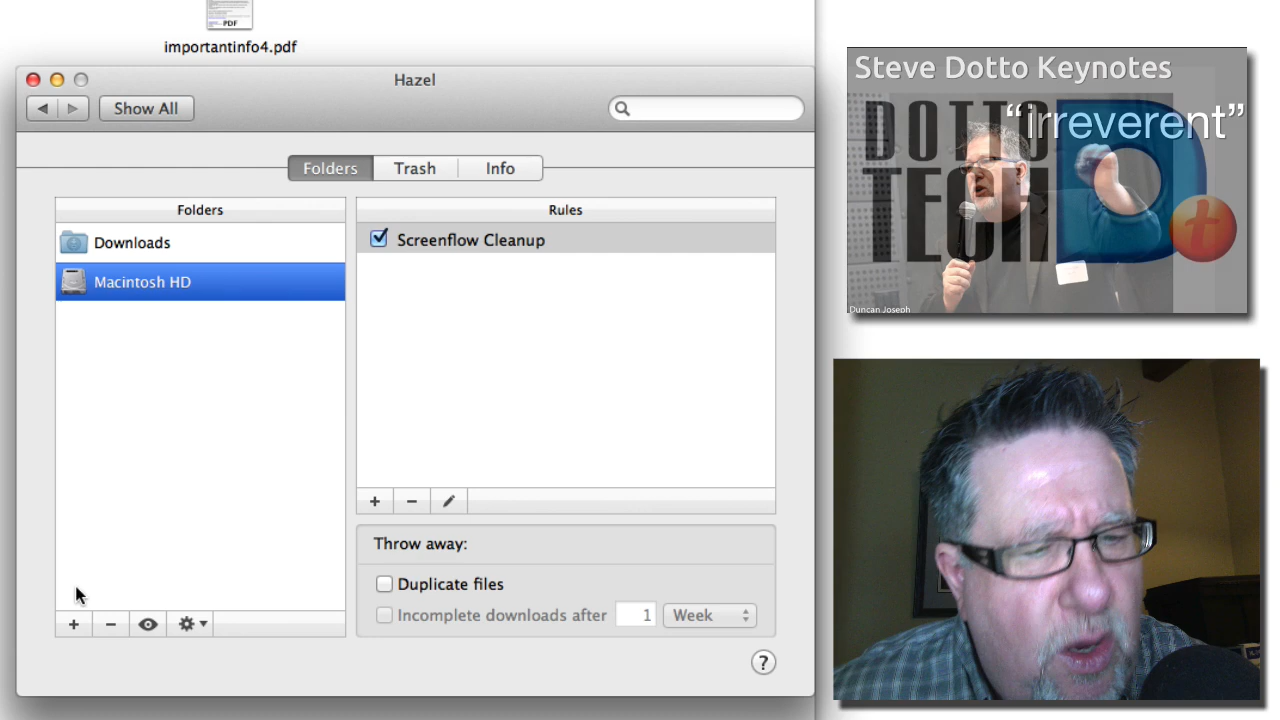 PDF
importantinfo4.pdf
Hazel
Show All
Folders
Trash
Info
Folders
Rules
Downloads
Screenflow Cleanup
Macintosh HD
Throw away:
Duplicate files
Incomplete downloads after 1 Week
?
Steve Dotto Keynotes
"irreverent"
DOTTO
TECH
t
Duncan Joseph